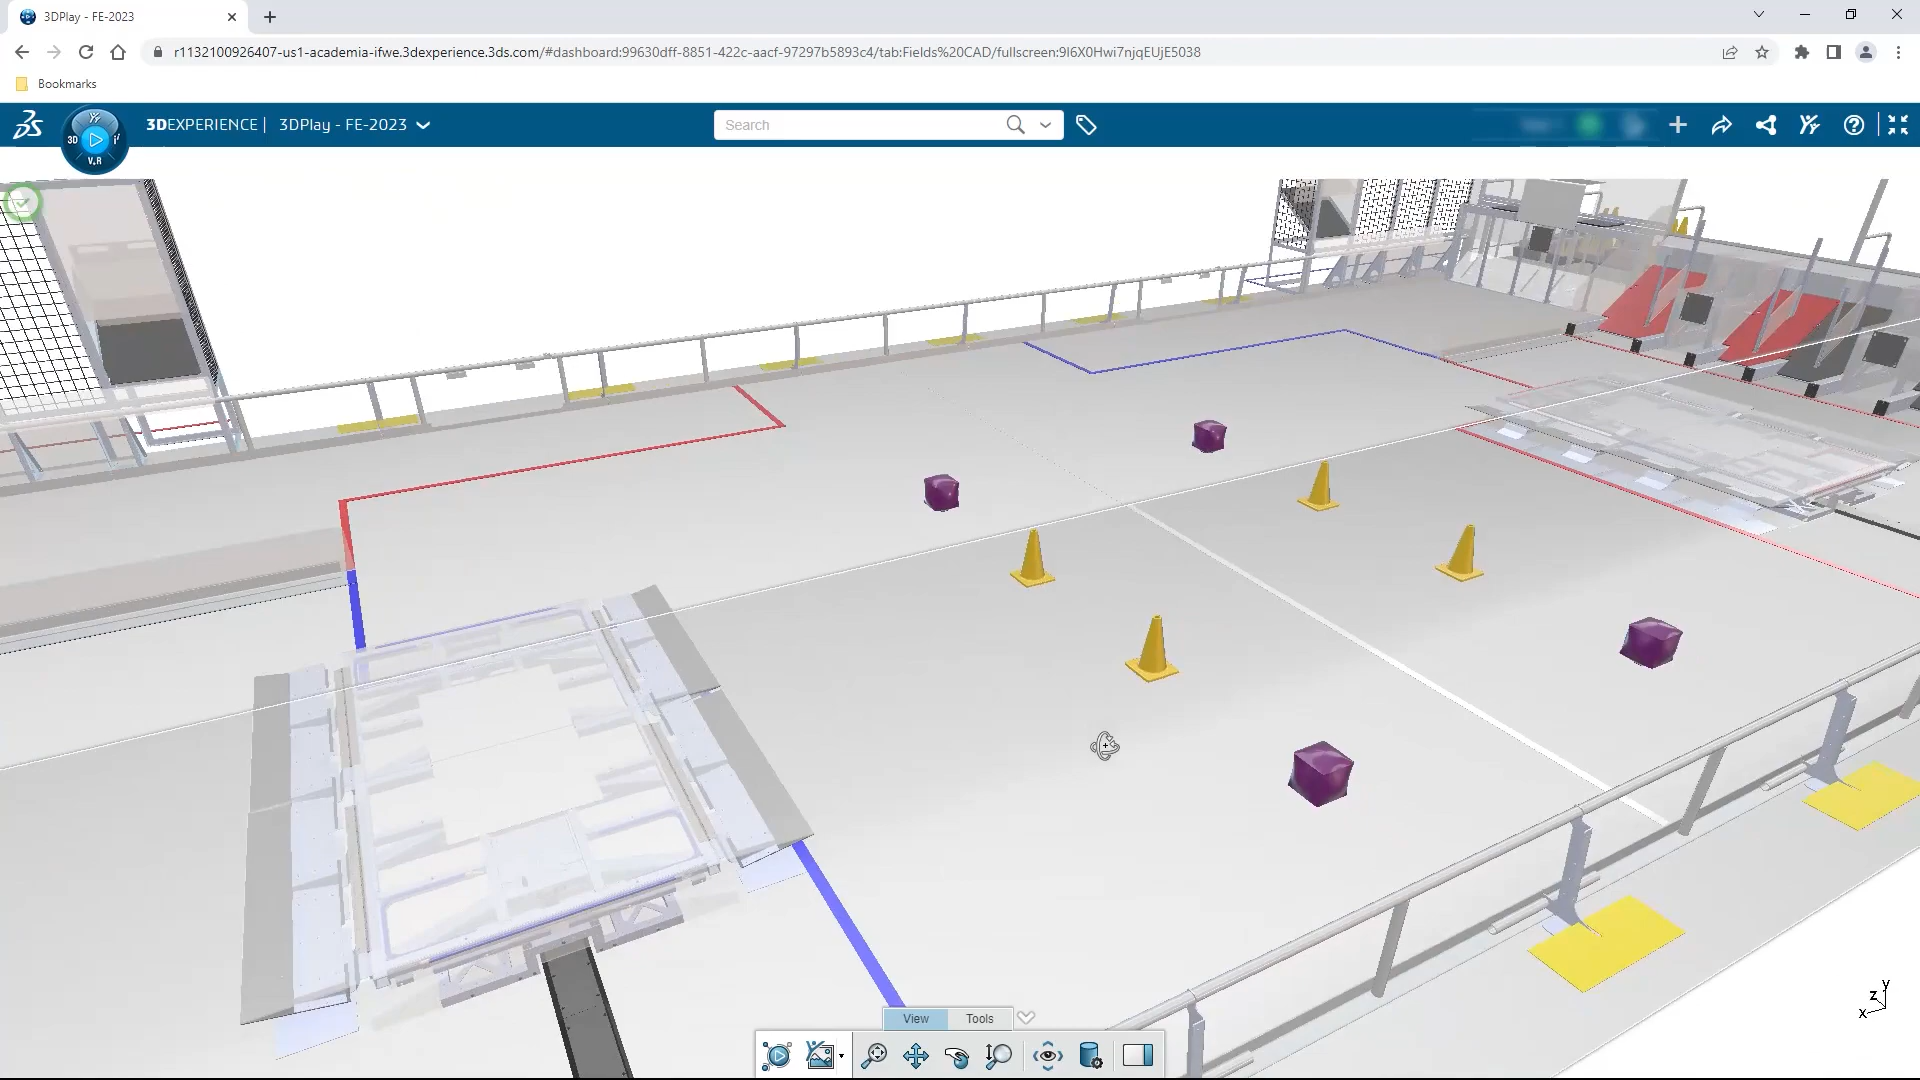 3DPlay - FE-2023
r1132100926407-us1-academia-ifwe.3dexperience.3ds.com/#dashboard:99630dff-8851-422c-aacf-97297b5893c4/tab:Fields%20CAD/fullscreen:9I6X0Hwi7njqEUjE5038
Bookmarks
3DEXPERIENCE | 3DPlay - FE-2023
Search
3D
V.R
View
Tools
y
z
x